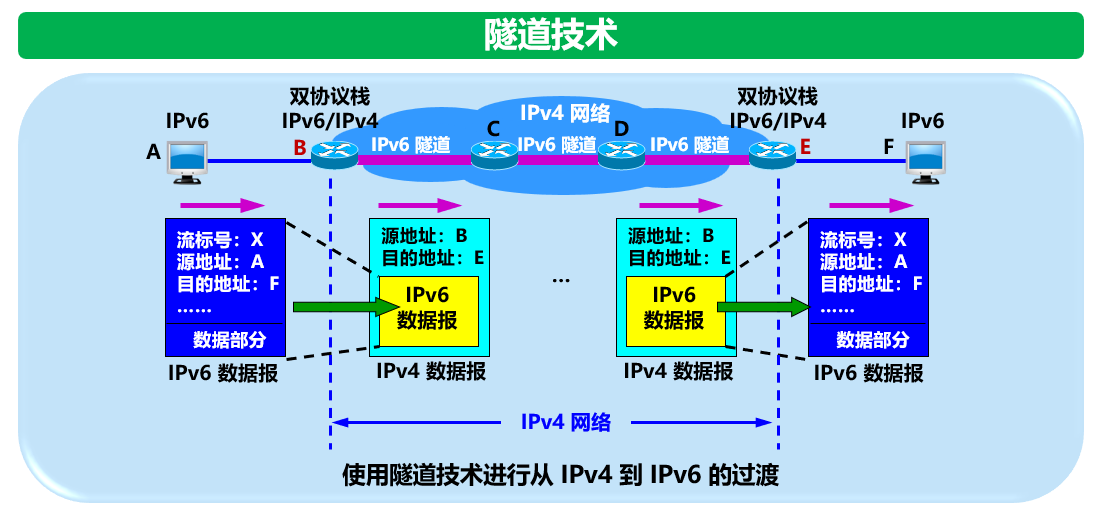 隧道技术
双协议栈
IPv6/IPv4
IPv6
A
B
IPv4 网络
C
D
IPv6 隧道
IPv6 隧道
IPv6 隧道
双协议栈
IPv6/IPv4
E
F
IPv6
流标号：X
源地址：A
目的地址：F
……
数据部分
IPv6 数据报
源地址：B
目的地址：E
IPv6
数据报
IPv4 数据报
…
源地址：B
目的地址：E
IPv6
数据报
IPv4 数据报
流标号：X
源地址：A
目的地址：F
……
数据部分
IPv6 数据报
IPv4 网络
使用隧道技术进行从 IPv4 到 IPv6 的过渡